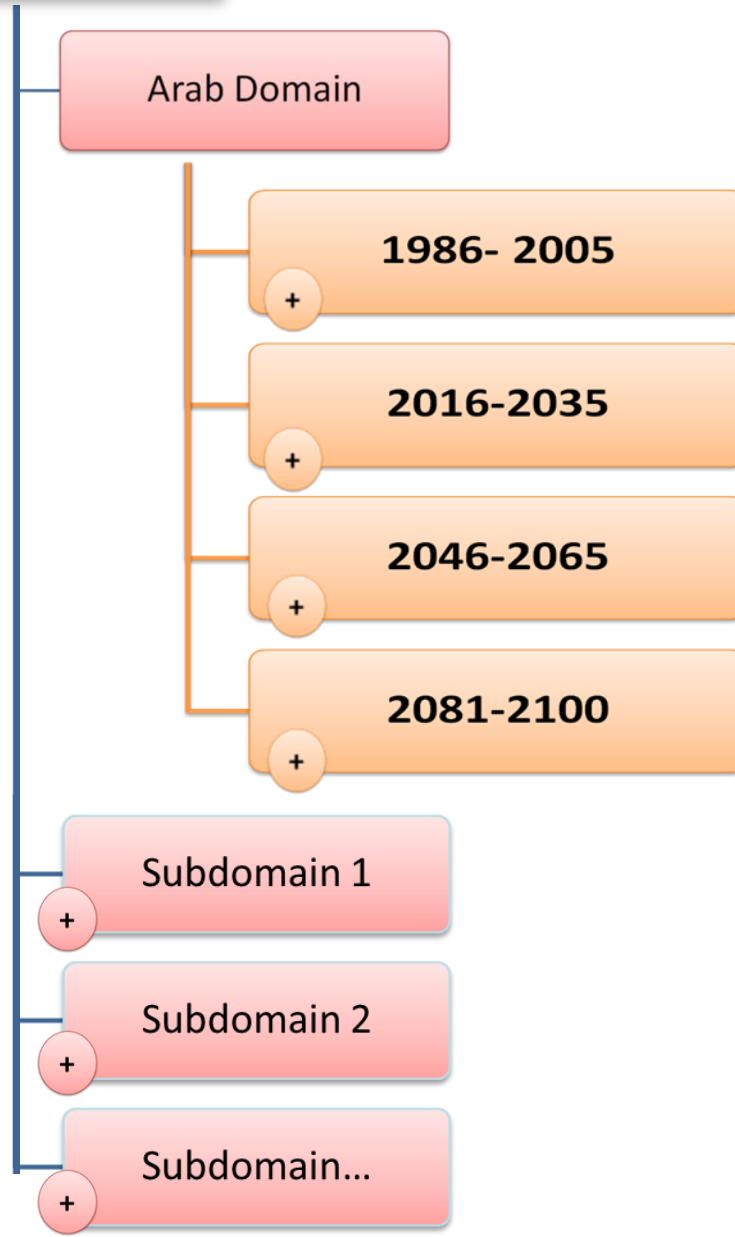 Arab Domain
1986- 2005
+
2016-2035
+
2046-2065
+
2081-2100
+
Subdomain 1
+
Subdomain 2
+
Subdomain...
+